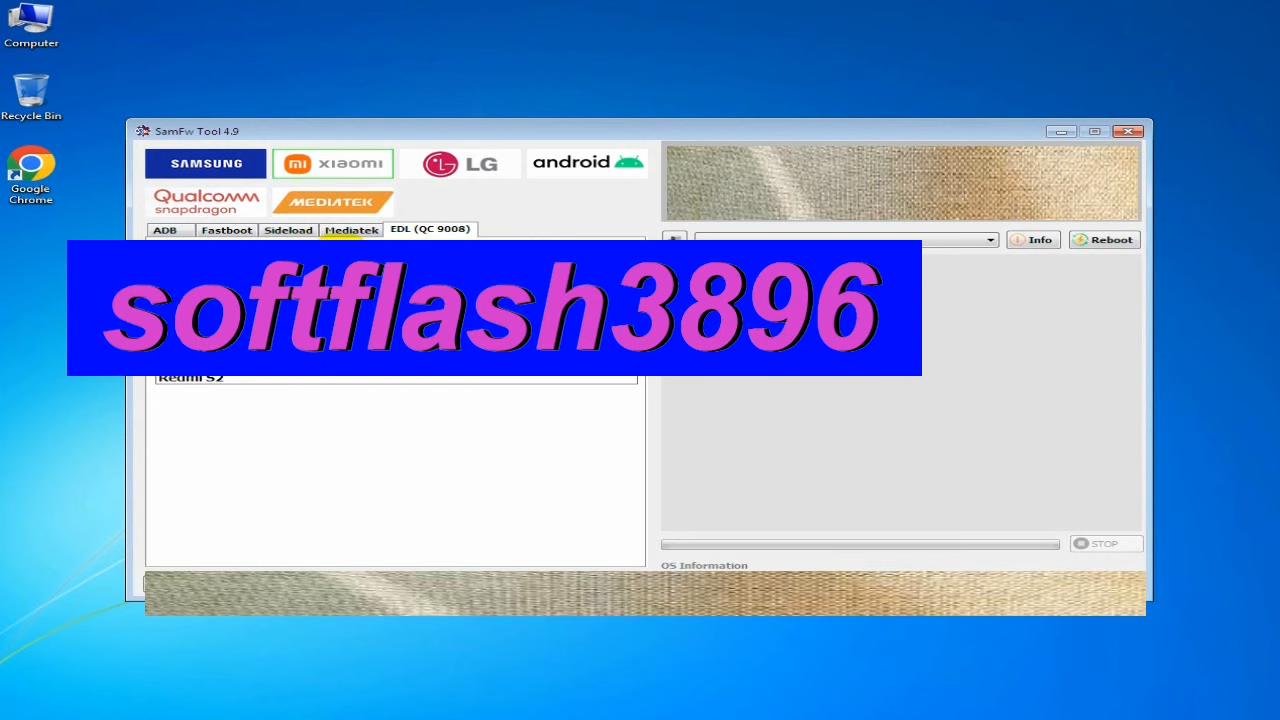 Computer
Recycle Bin
Google
Chrome
SamFw Tool 4.9
SAMSUNG
mi xiaomi
LG
android
Qualcomm
snapdragon
MEDIATEK
ADB Fastboot Sideload Mediatek EDL (QC 9008)
Info Reboot
softflash3896
Redmi S2
STOP
OS Information